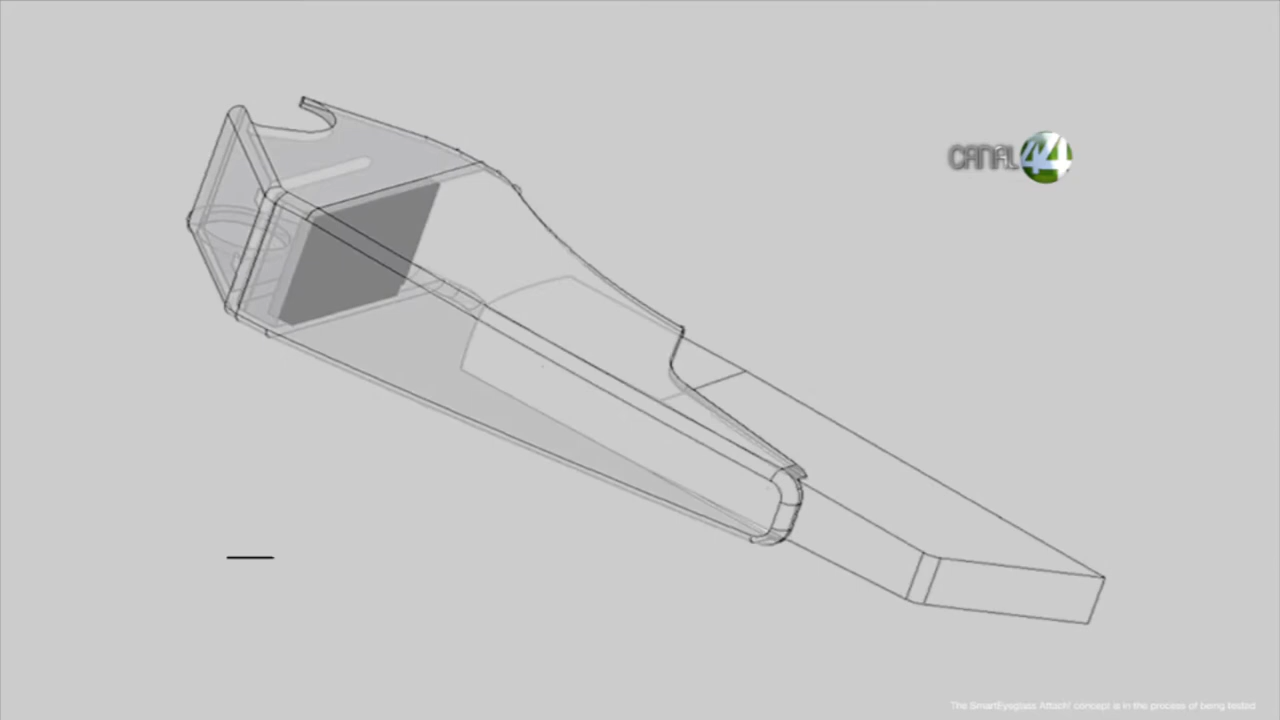 CANAL 44
The SmartEyeglass Attach! concept is in the process of being tested